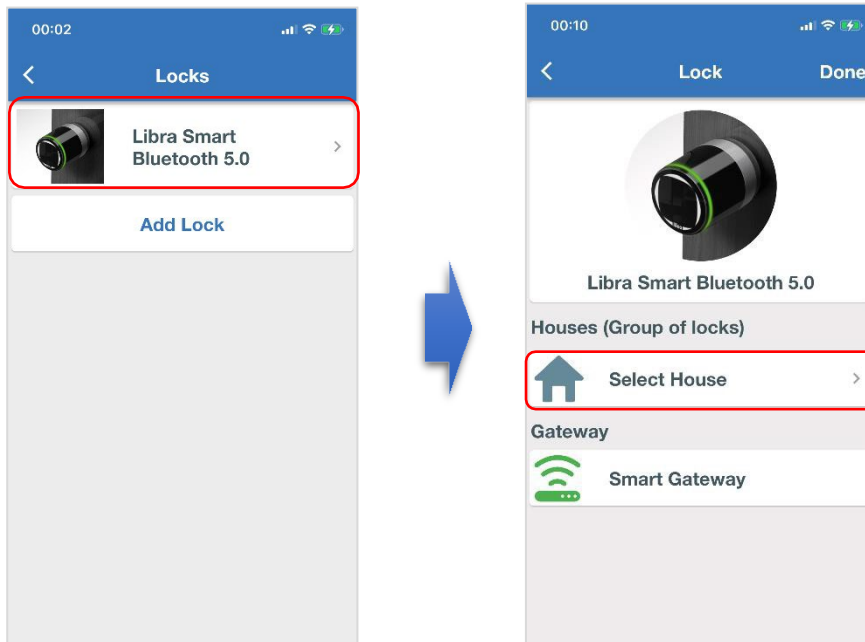 00:02
Locks
Libra Smart
Bluetooth 5.0
Add Lock
00:10
Lock
Done
Libra Smart Bluetooth 5.0
Houses (Group of locks)
Select House
Gateway
Smart Gateway